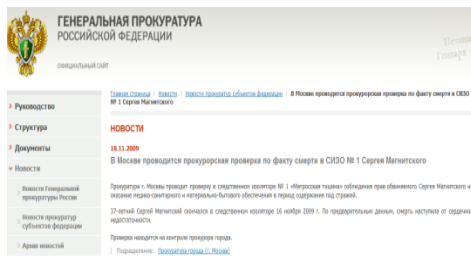 ГЕНЕРАЛЬНАЯ ПРОКУРАТУРА
РОССИЙСКОЙ ФЕДЕРАЦИИ
ОФИЦИАЛЬНЫЙ САЙТ
Руководство
Структура
Документы
Новости
Новости Генеральной
прокуратуры России
Новости прокуратур
субъектов федерации
Архив новостей
Главная страница / Новости / Новости прокуратур субъектов федерации / В Москве проводится прокурорская проверка по факту смерти в СИЗО
№ 1 Сергея Магнитского
НОВОСТИ
18.11.2009
В Москве проводится прокурорская проверка по факту смерти в СИЗО № 1 Сергея Магнитского
Прокуратура г. Москвы проводит проверку в следственном изоляторе № 1 «Матросская тишина» соблюдения прав обвиняемого Сергея Магнитского и
оказание медико-санитарного и материально-бытового обеспечения в период содержания под стражей.
37-летний Сергей Магнитский скончался в следственном изоляторе 16 ноября 2009 г. По предварительным данным, смерть наступила от сердечной
недостаточности.
Проверка находится на контроле прокурора города.
Подразделение: Прокуратура города (г. Москва)